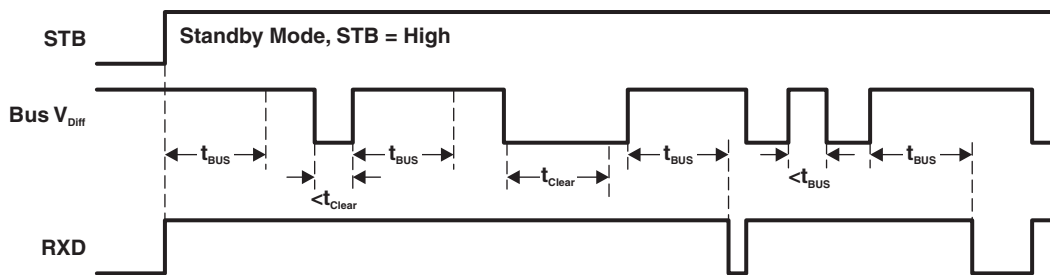 STB
Standby Mode, STB = High
Bus VDiff
tBUS
tBUS
tBUS
tBUS
<tClear
tClear
<tBUS
RXD